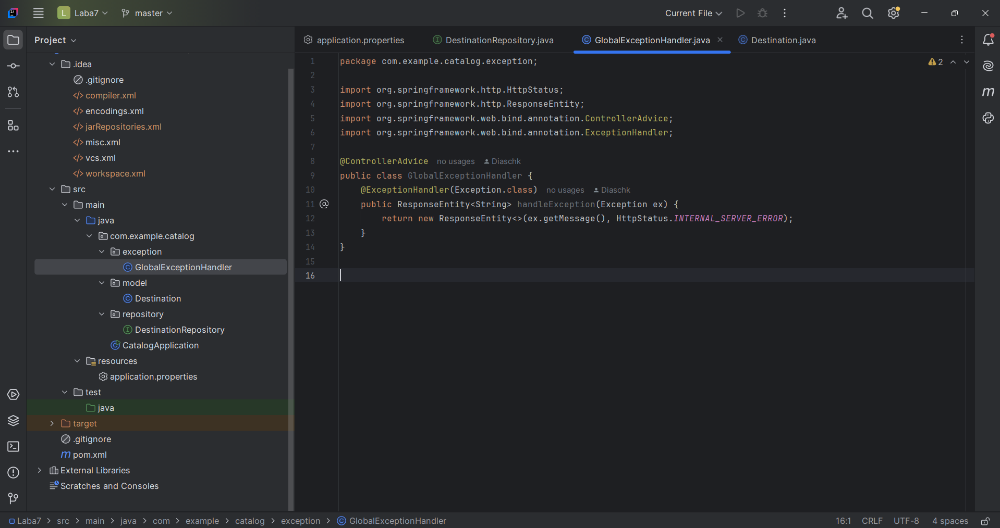 L Laba7 master Current File
Project
application.properties DestinationRepository.java GlobalExceptionHandler.java Destination.java
.idea
.gitignore
compiler.xml
encodings.xml
jarRepositories.xml
misc.xml
vcs.xml
workspace.xml
src
main
java
com.example.catalog
exception
GlobalExceptionHandler
model
Destination
repository
DestinationRepository
CatalogApplication
resources
application.properties
test
java
target
.gitignore
pom.xml
External Libraries
Scratches and Consoles
2
1 package com.example.catalog.exception;
2
3 import org.springframework.http.HttpStatus;
4 import org.springframework.http.ResponseEntity;
5 import org.springframework.web.bind.annotation.ControllerAdvice;
6 import org.springframework.web.bind.annotation.ExceptionHandler;
7
8 @ControllerAdvice no usages Diaschk
9 public class GlobalExceptionHandler {
10 @ExceptionHandler(Exception.class) no usages Diaschk
11 @ public ResponseEntity<String> handleException(Exception ex) {
12 return new ResponseEntity<>(ex.getMessage(), HttpStatus.INTERNAL_SERVER_ERROR);
13 }
14 }
15
16
Laba7 > src > main > java > com > example > catalog > exception > GlobalExceptionHandler 16:1 CRLF UTF-8 4 spaces